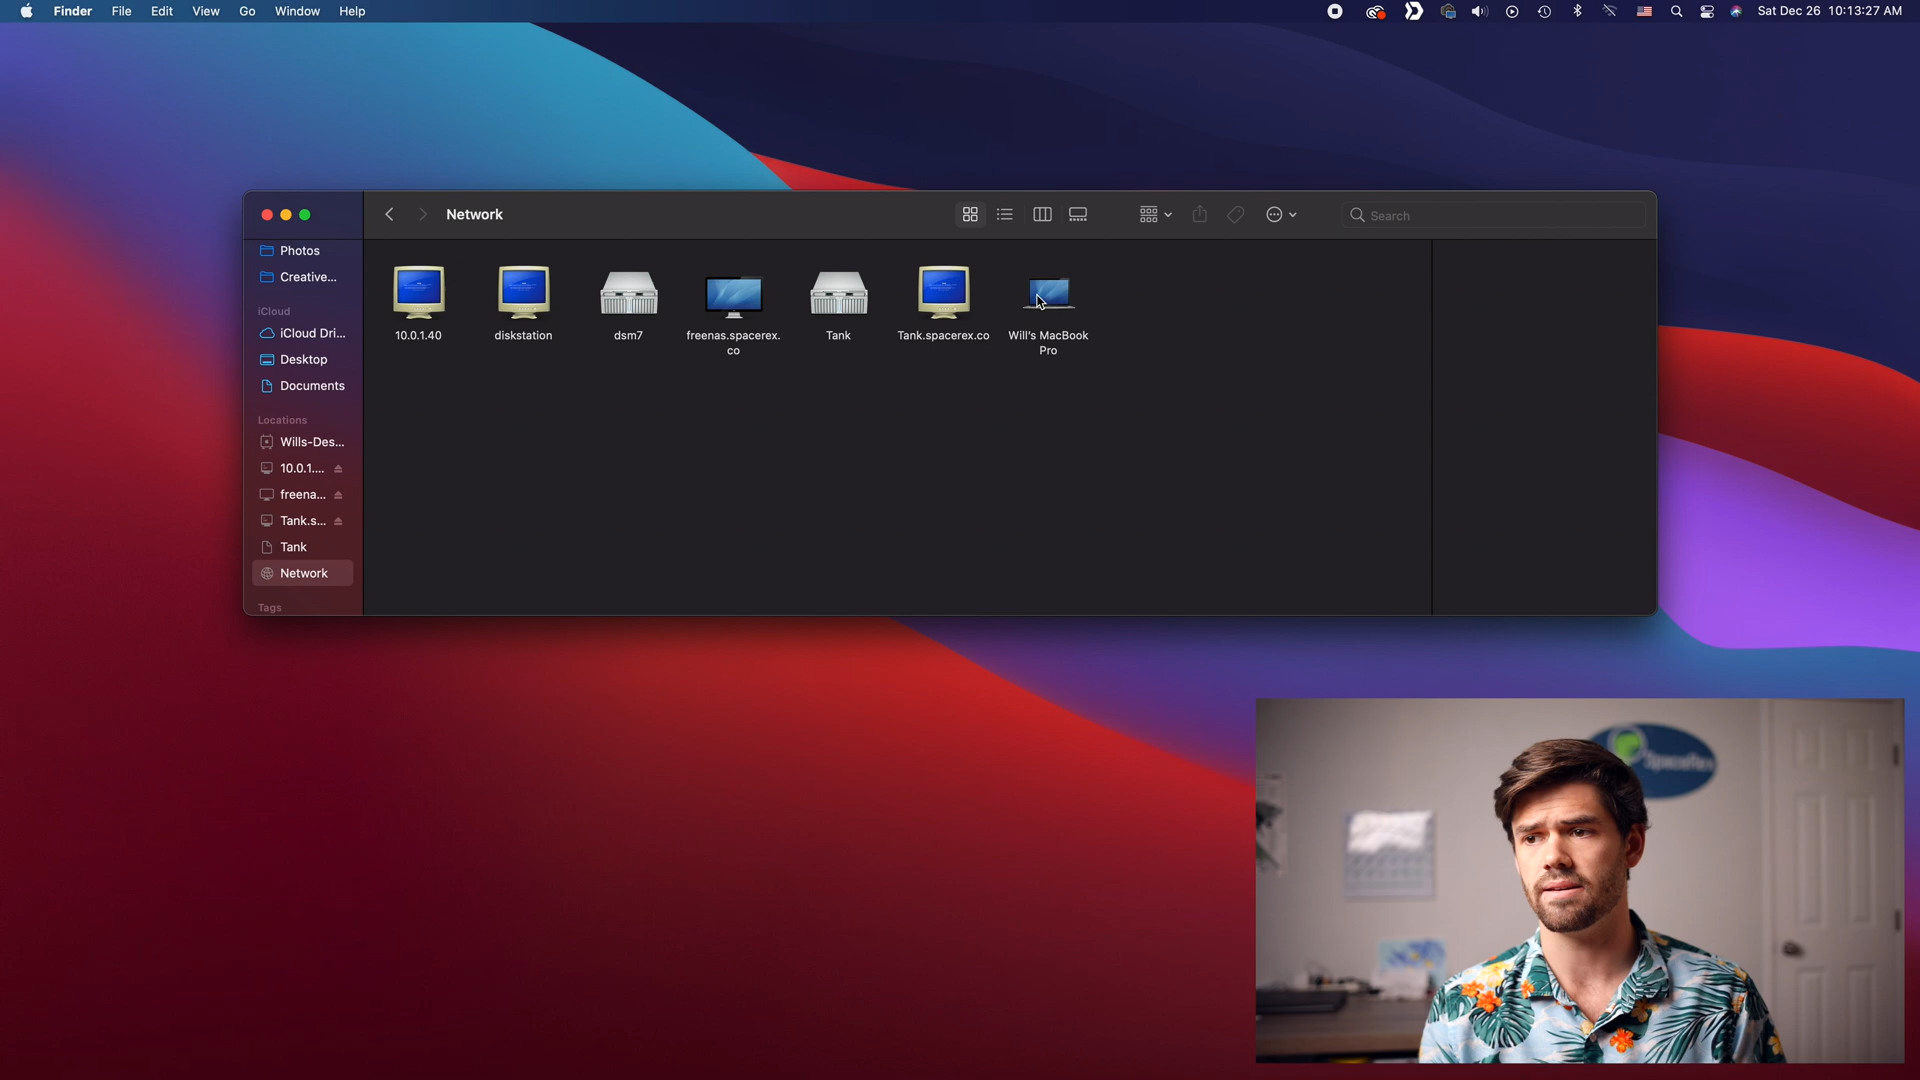 Finder File Edit View Go Window Help
Sat Dec 26 10:13:27 AM
Network
Search
Photos
Creative...
iCloud
iCloud Dri...
Desktop
Documents
Locations
Wills-Des...
10.0.1....
freena...
Tank.s...
Tank
Network
Tags
10.0.1.40
diskstation
dsm7
freenas.spacerex.
co
Tank
Tank.spacerex.co
Will's MacBook
Pro
SpaceRex